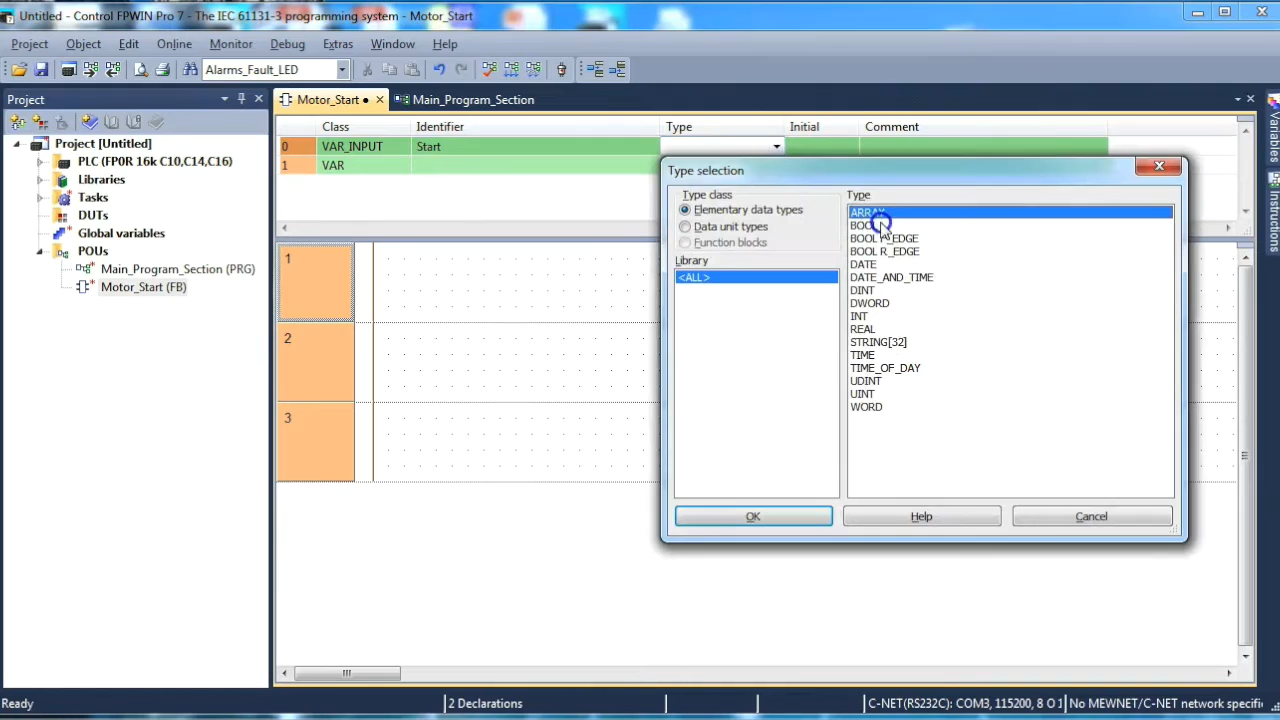 Untitled - Control FPWIN Pro 7 - The IEC 61131-3 programming system - Motor_Start
Project Object Edit Online Monitor Debug Extras Window Help
Alarms_Fault_LED
Project
Motor_Start
Main_Program_Section
Project [Untitled]
PLC (FP0R 16k C10,C14,C16)
Libraries
Tasks
DUTs
Global variables
POUs
Main_Program_Section (PRG)
Motor_Start (FB)
Class Identifier Type Initial Comment
0 VAR_INPUT Start
1 VAR
1
2
3
Type selection
Type class
Elementary data types
Data unit types
Function blocks
Library
<ALL>
Type
ARRAY
BOOL
BOOL F_EDGE
BOOL R_EDGE
DATE
DATE_AND_TIME
DINT
DWORD
INT
REAL
STRING[32]
TIME
TIME_OF_DAY
UDINT
UINT
WORD
OK Help Cancel
Variables
Instructions
Ready
2 Declarations
C-NET(RS232C): COM3, 115200, 8 O 1
No MEWNET/C-NET network specifi